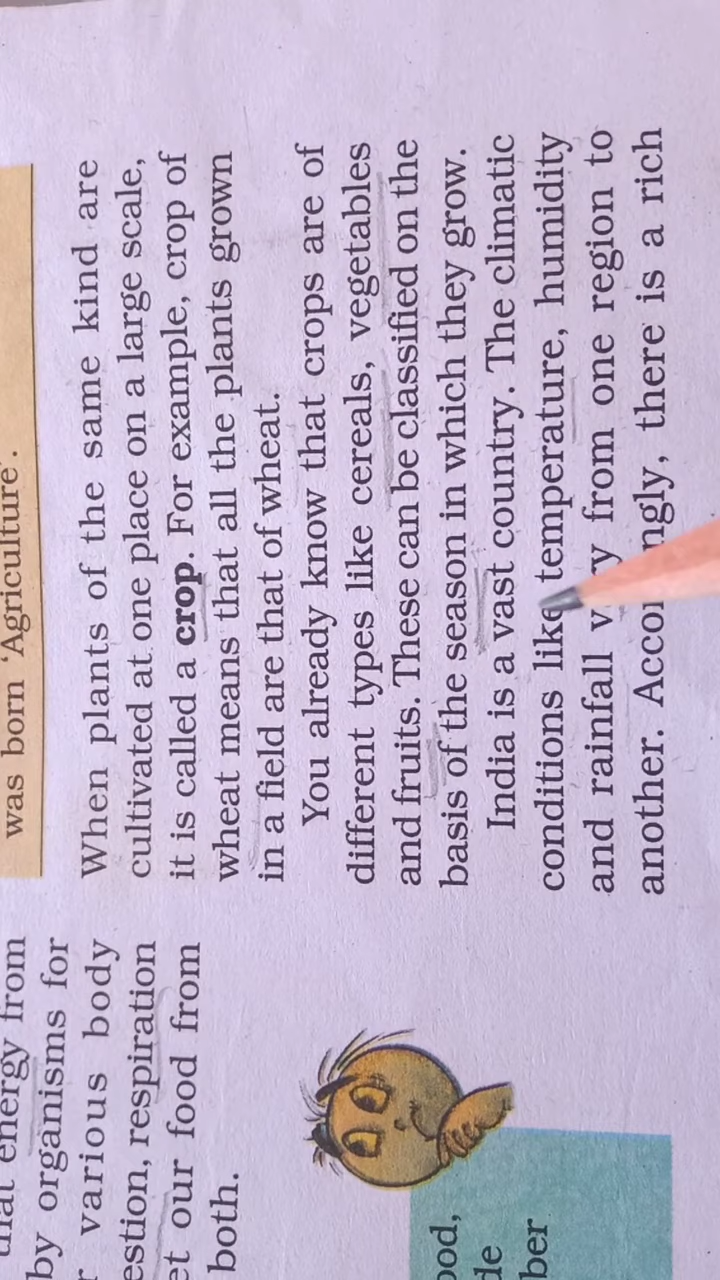 energy from
by organisms for
various body
respiration
our food from
both.
ood,
de
ber
was born 'Agriculture'.
When plants of the same kind are
cultivated at one place on a large scale,
it is called a crop. For example, crop of
wheat means that all the plants grown
in a field are that of wheat.
You already know that crops are of
different types like cereals, vegetables
and fruits. These can be classified on the
basis of the season in which they grow.
India is a vast country. The climatic
conditions like temperature, humidity
and rainfall from one region to
another. there is a rich